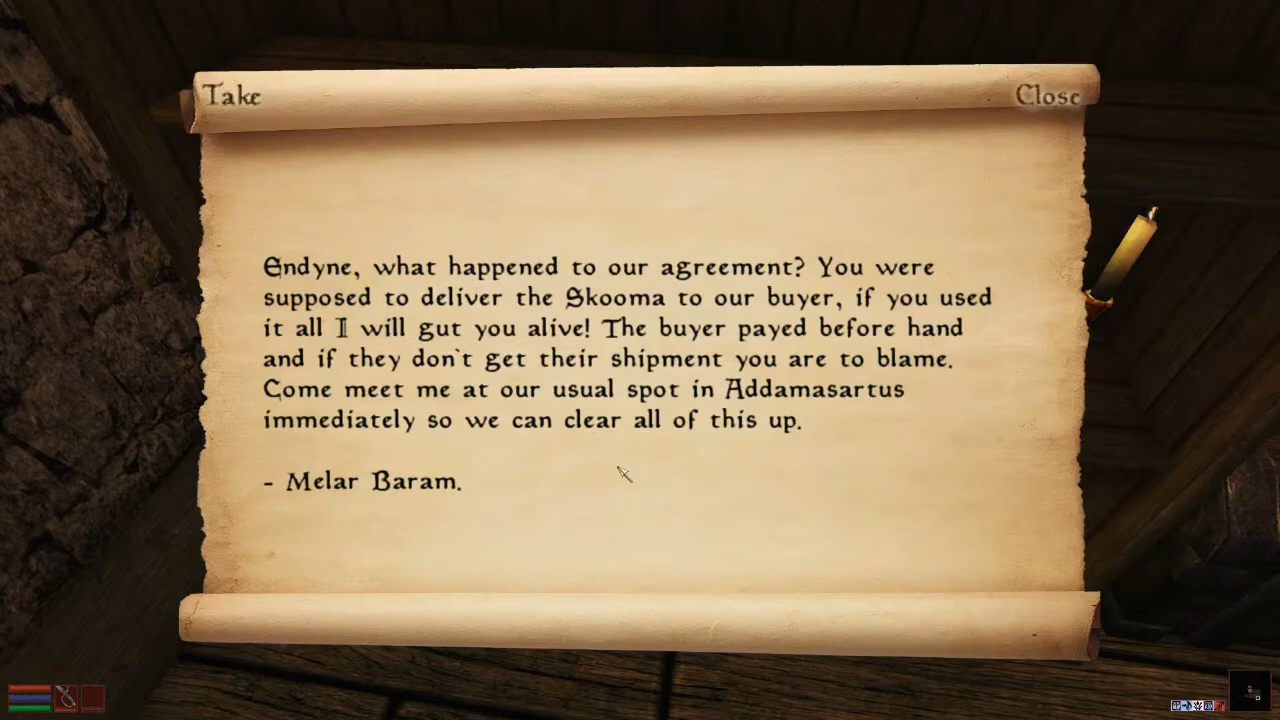 Take
Close
Endyne, what happened to our agreement? You were
supposed to deliver the Skooma to our buyer, if you used
it all I will gut you alive! The buyer payed before hand
and if they don't get their shipment you are to blame.
Come meet me at our usual spot in Addamasartus
immediately so we can clear all of this up.
- Melar Baram.